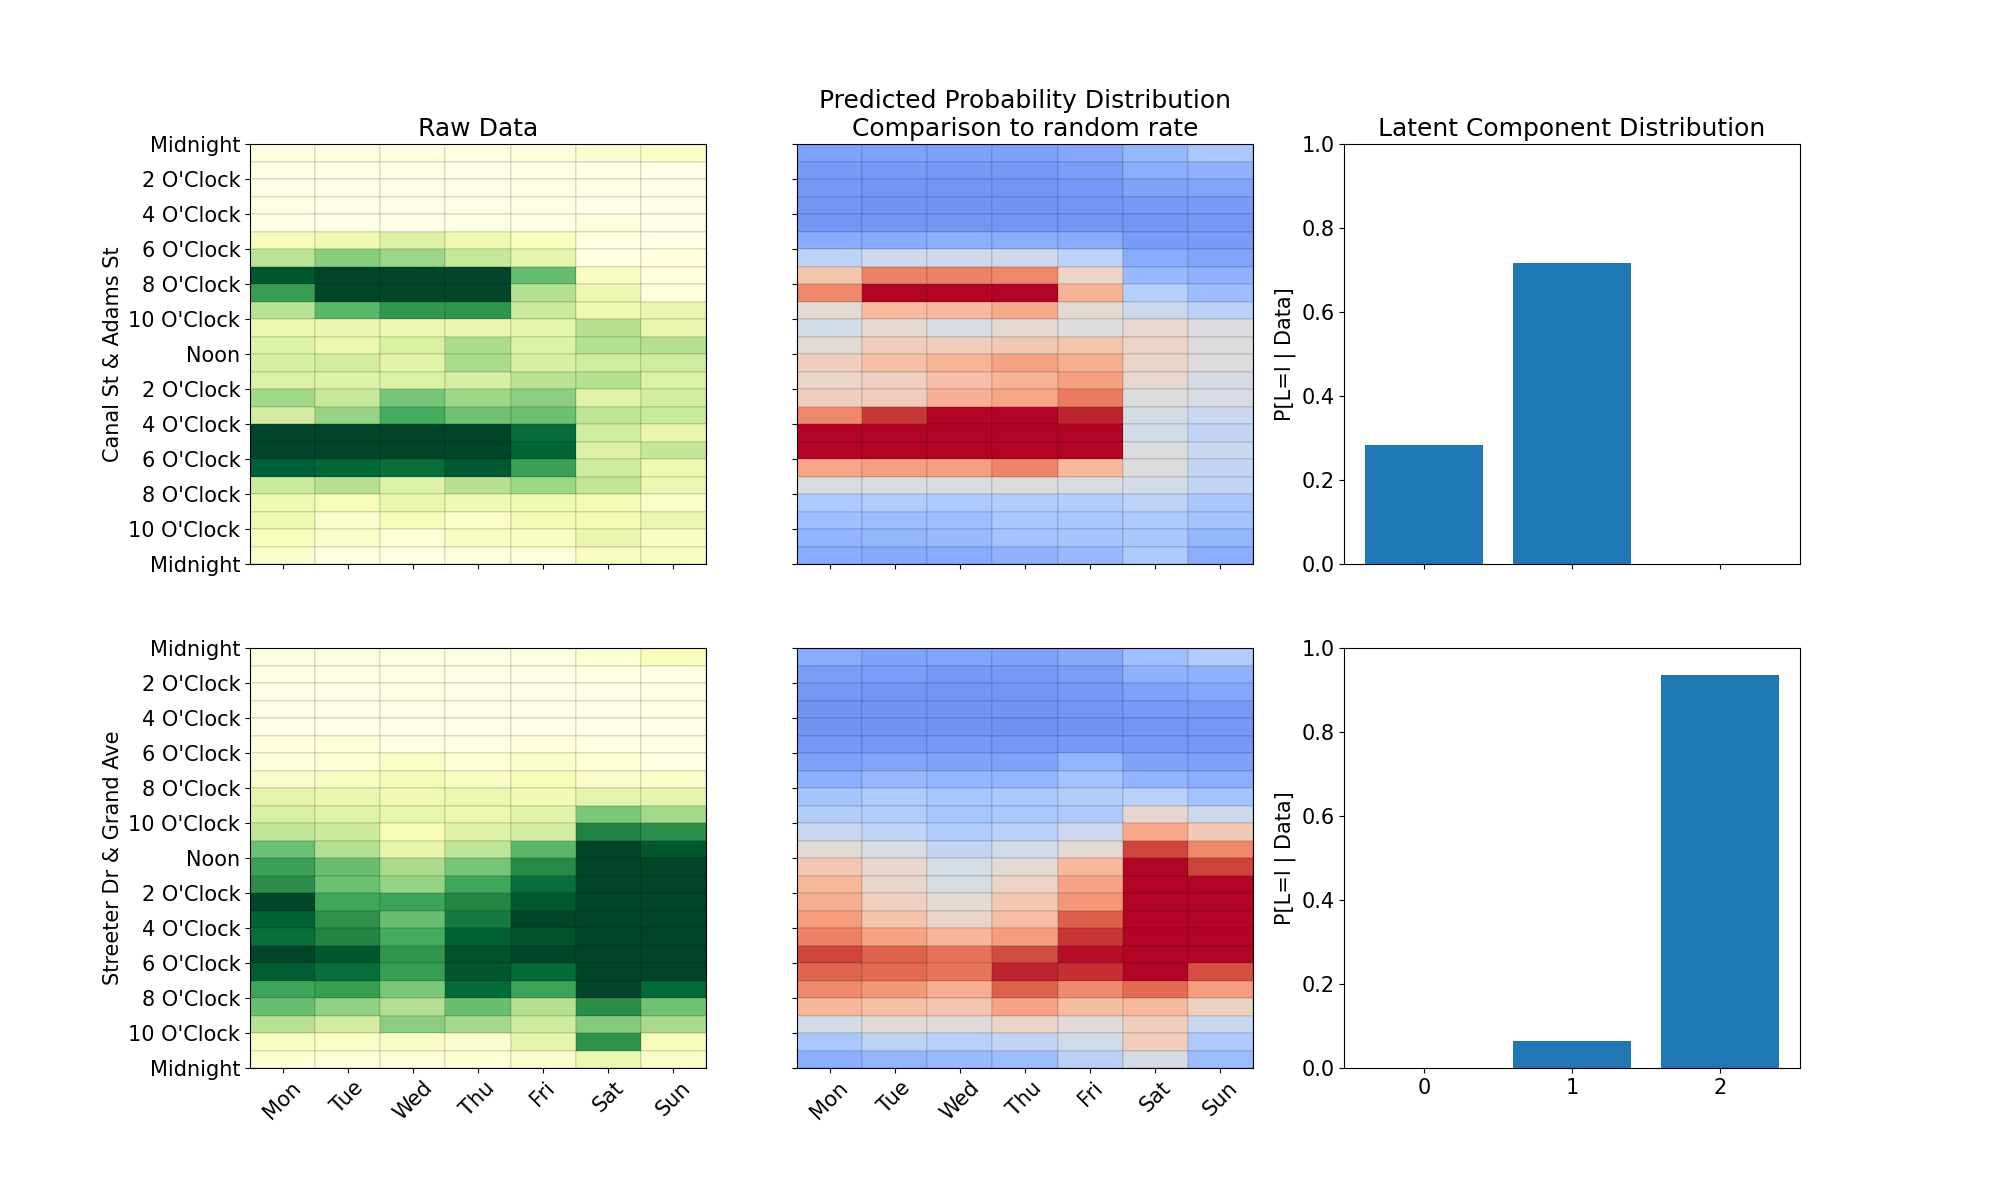 Raw Data
Predicted Probability Distribution
Comparison to random rate
Latent Component Distribution
Canal St & Adams St
Midnight
2 O'Clock
4 O'Clock
6 O'Clock
8 O'Clock
10 O'Clock
Noon
2 O'Clock
4 O'Clock
6 O'Clock
8 O'Clock
10 O'Clock
Midnight
P[L=l | Data]
1.0
0.8
0.6
0.4
0.2
0.0
Streeter Dr & Grand Ave
Midnight
2 O'Clock
4 O'Clock
6 O'Clock
8 O'Clock
10 O'Clock
Noon
2 O'Clock
4 O'Clock
6 O'Clock
8 O'Clock
10 O'Clock
Midnight
Mon Tue Wed Thu Fri Sat Sun
Mon Tue Wed Thu Fri Sat Sun
P[L=l | Data]
1.0
0.8
0.6
0.4
0.2
0.0
0 1 2